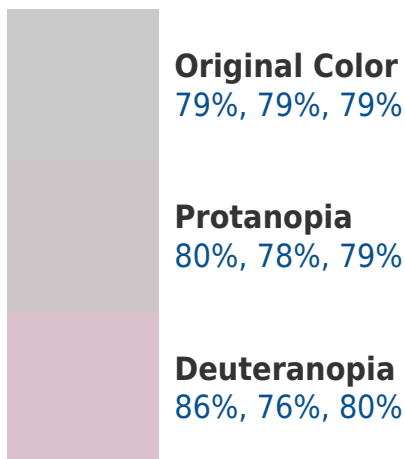 Original Color
79%, 79%, 79%
Protanopia
80%, 78%, 79%
Deuteranopia
86%, 76%, 80%